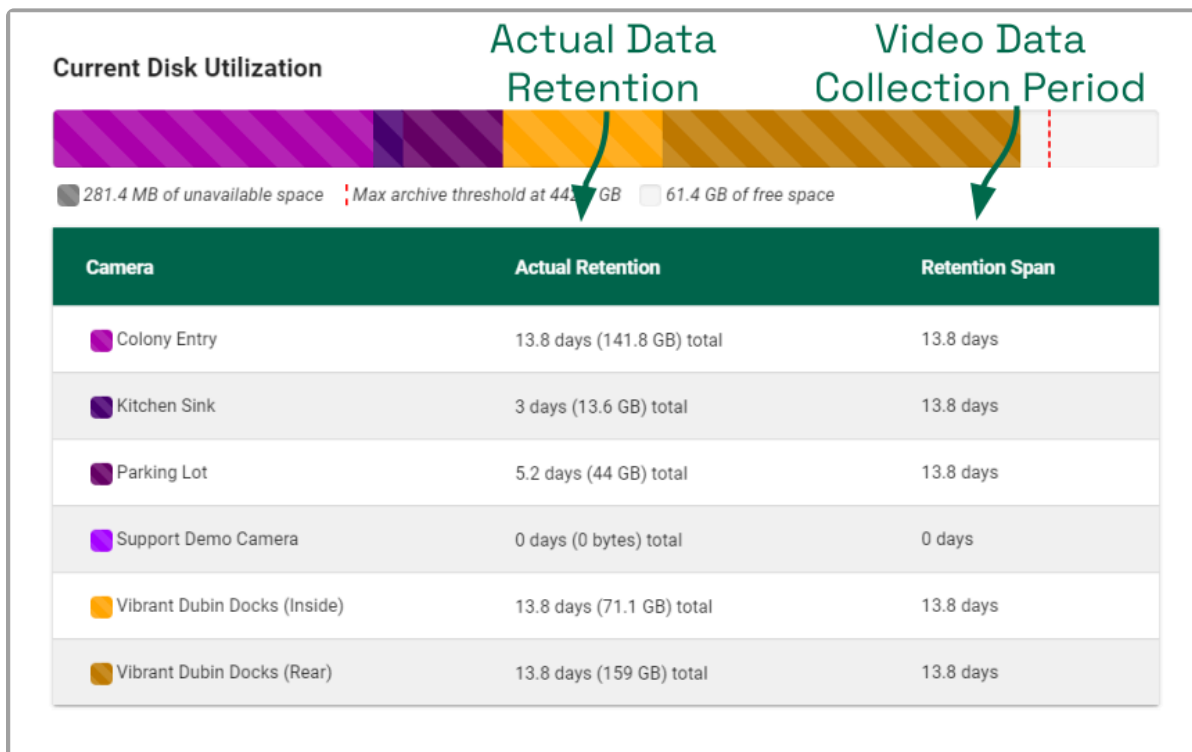 Actual Data
Retention
Video Data
Collection Period
Current Disk Utilization
281.4 MB of unavailable space
Max archive threshold at 442 GB
61.4 GB of free space
Camera
Actual Retention
Retention Span
Colony Entry
13.8 days (141.8 GB) total
13.8 days
Kitchen Sink
3 days (13.6 GB) total
13.8 days
Parking Lot
5.2 days (44 GB) total
13.8 days
Support Demo Camera
0 days (0 bytes) total
0 days
Vibrant Dubin Docks (Inside)
13.8 days (71.1 GB) total
13.8 days
Vibrant Dubin Docks (Rear)
13.8 days (159 GB) total
13.8 days